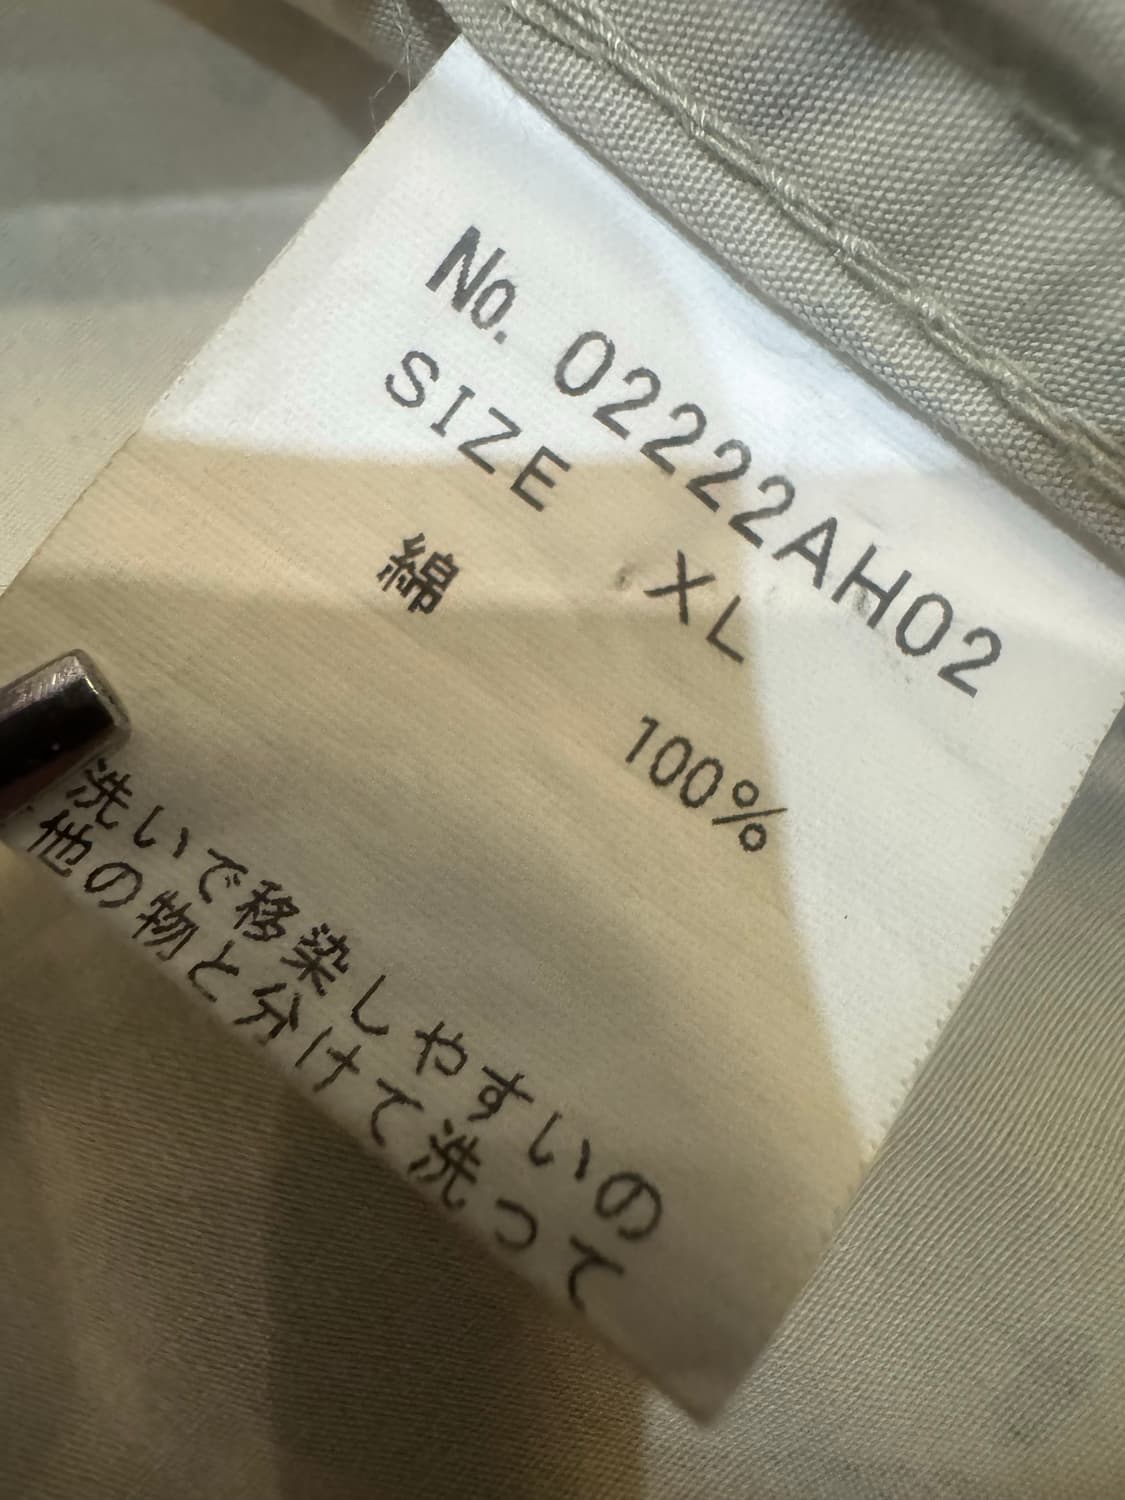 No. 02222AH02
SIZE XL
綿 100%
洗いで移染しやすいの
他の物と分けて洗って